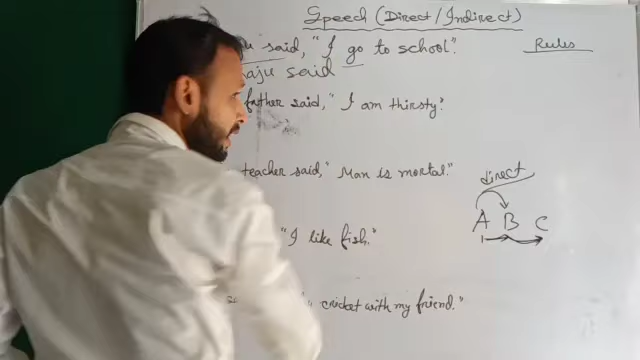 Speech (Direct/Indirect)
said, "I go to school".
Rules
said
father said, "I am thirsty".
teacher said, "Man is mortal."
direct
A B C
"I like fish."
cricket with my friend."